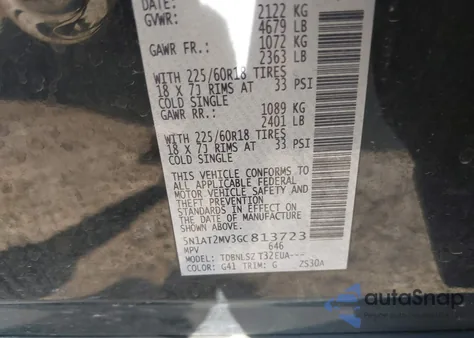 DATE:
GVWR: 2122 KG
4679 LB
GAWR FR.: 1072 KG
2363 LB
WITH 225/60R18 TIRES
18 X 7J RIMS AT 33 PSI
COLD SINGLE
GAWR RR.: 1089 KG
2401 LB
WITH 225/60R18 TIRES
18 X 7J RIMS AT 33 PSI
COLD SINGLE
THIS VEHICLE CONFORMS TO
ALL APPLICABLE FEDERAL
MOTOR VEHICLE SAFETY AND
THEFT PREVENTION
STANDARDS IN EFFECT ON
THE DATE OF MANUFACTURE
SHOWN ABOVE.
5N1AT2MV3GC813723
MPV 646
MODEL: TDBNLSZ T32EUA---
COLOR: G41 TRIM: G ZS30A
autoSnap